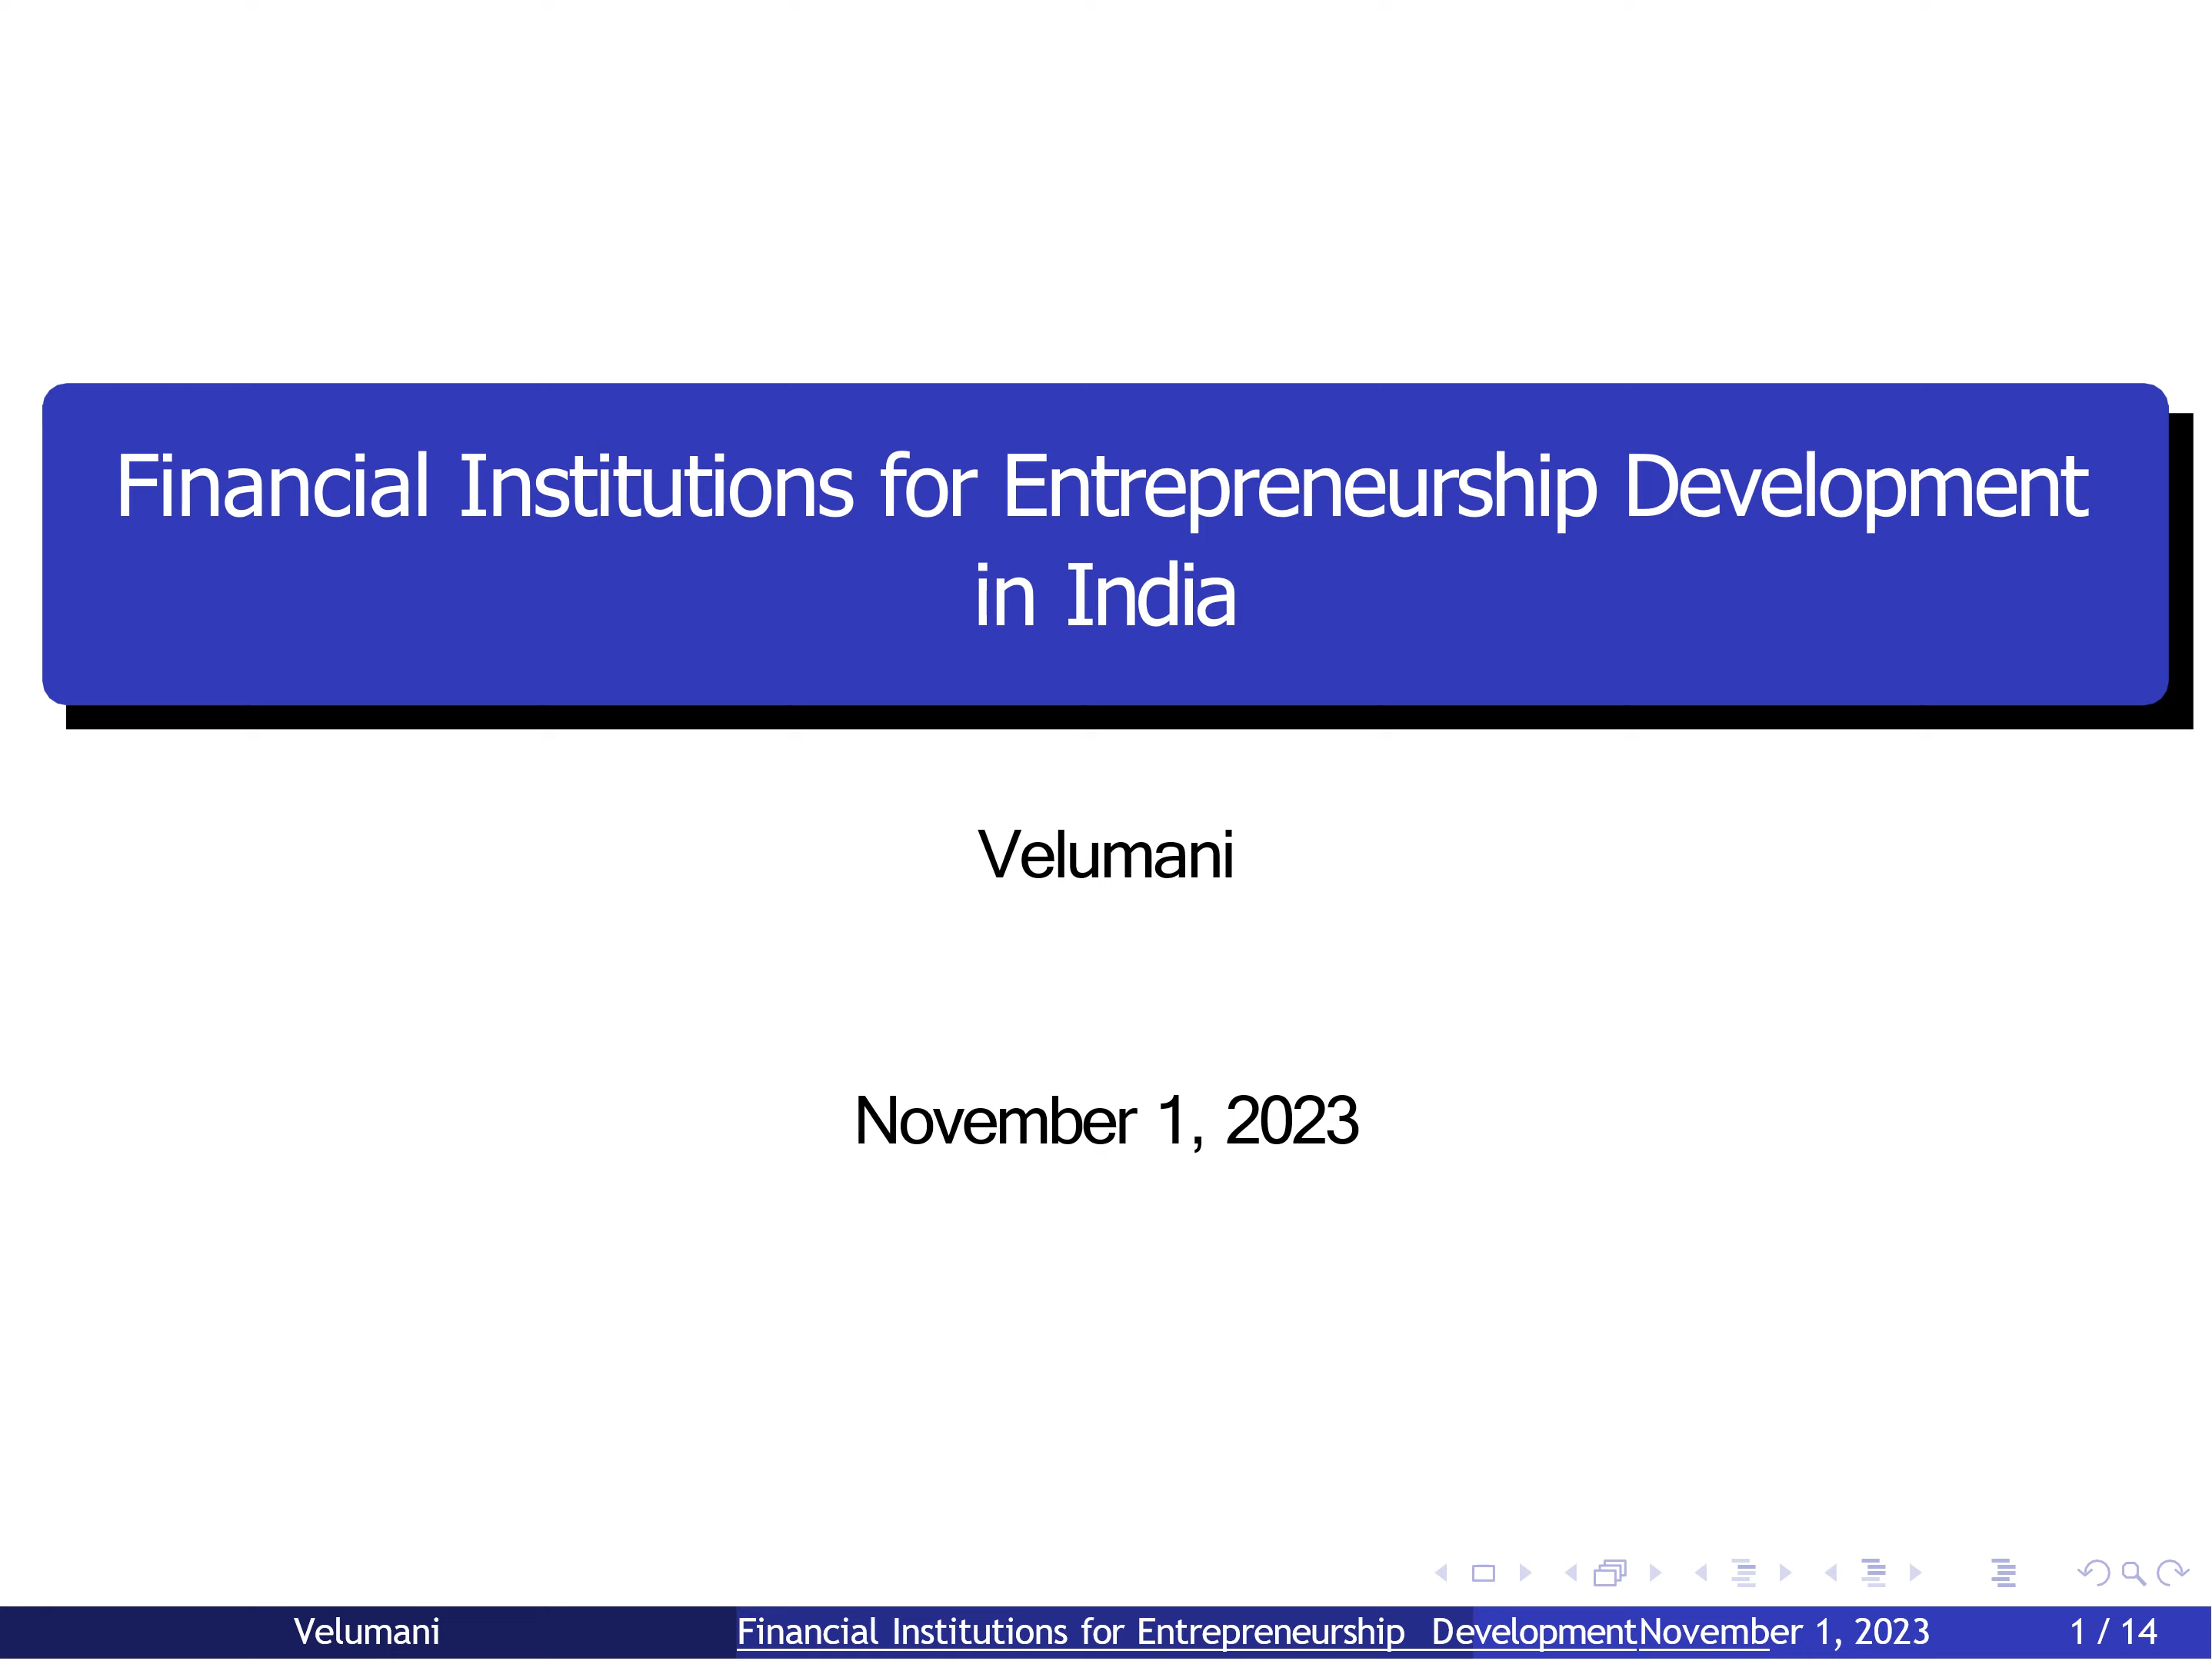 Financial Institutions for Entrepreneurship Development
in India
Velumani
November 1, 2023
Velumani Financial Institutions for Entrepreneurship Development November 1, 2023 1 / 14